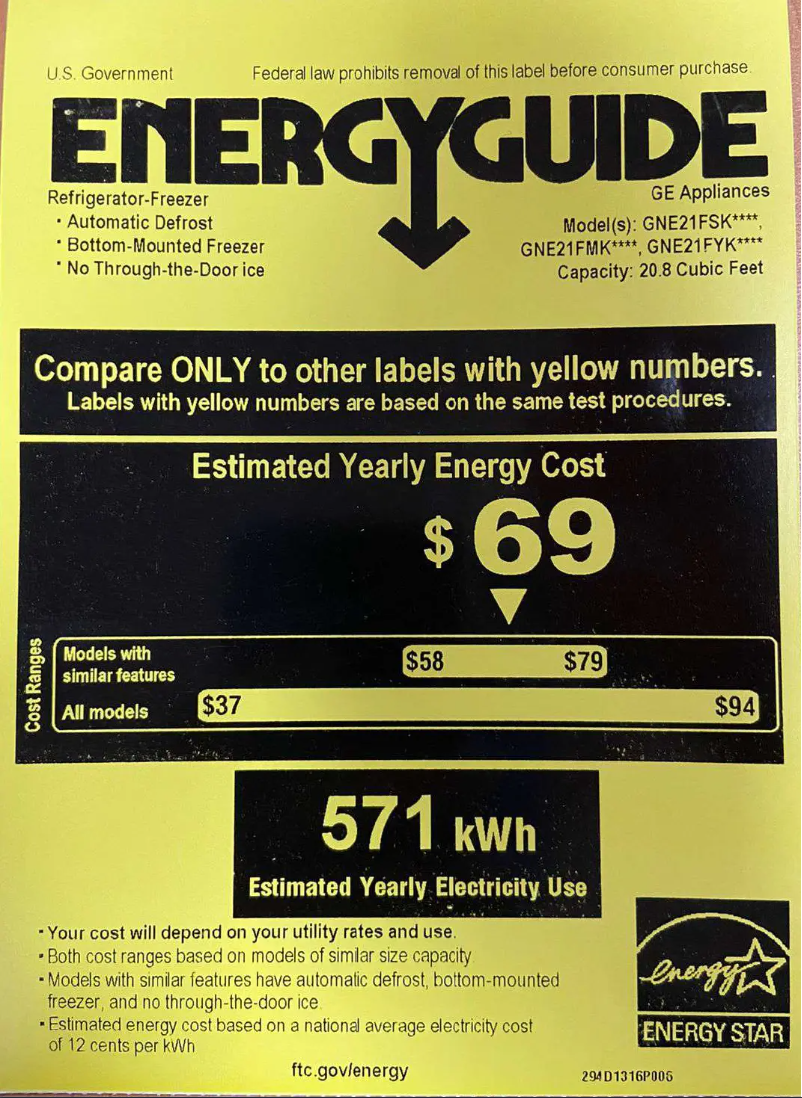 U.S. Government Federal law prohibits removal of this label before consumer purchase.
ENERGYGUIDE
Refrigerator-Freezer
• Automatic Defrost
• Bottom-Mounted Freezer
• No Through-the-Door ice
GE Appliances
Model(s): GNE21FSK****,
GNE21FMK****, GNE21FYK****
Capacity: 20.8 Cubic Feet
Compare ONLY to other labels with yellow numbers.
Labels with yellow numbers are based on the same test procedures.
Estimated Yearly Energy Cost
$69
Cost Ranges
Models with
similar features
$58 $79
All models $37 $94
571 kWh
Estimated Yearly Electricity Use
• Your cost will depend on your utility rates and use.
• Both cost ranges based on models of similar size capacity.
• Models with similar features have automatic defrost, bottom-mounted
freezer, and no through-the-door ice.
• Estimated energy cost based on a national average electricity cost
of 12 cents per kWh
ftc.gov/energy
energy
ENERGY STAR
294D1316P005